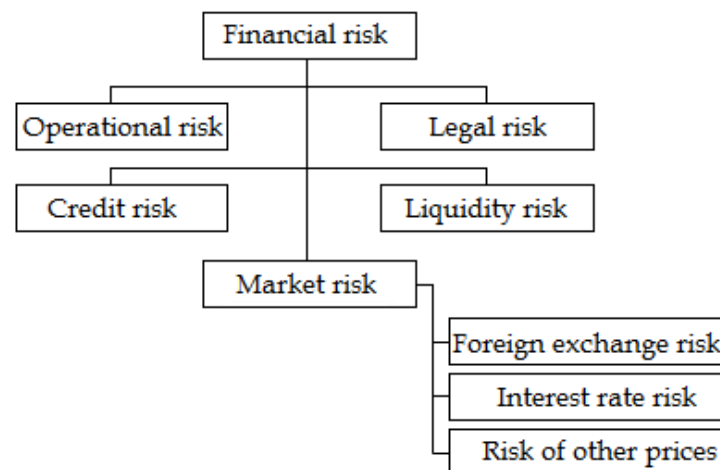 Financial risk
Operational risk
Legal risk
Credit risk
Liquidity risk
Market risk
Foreign exchange risk
Interest rate risk
Risk of other prices